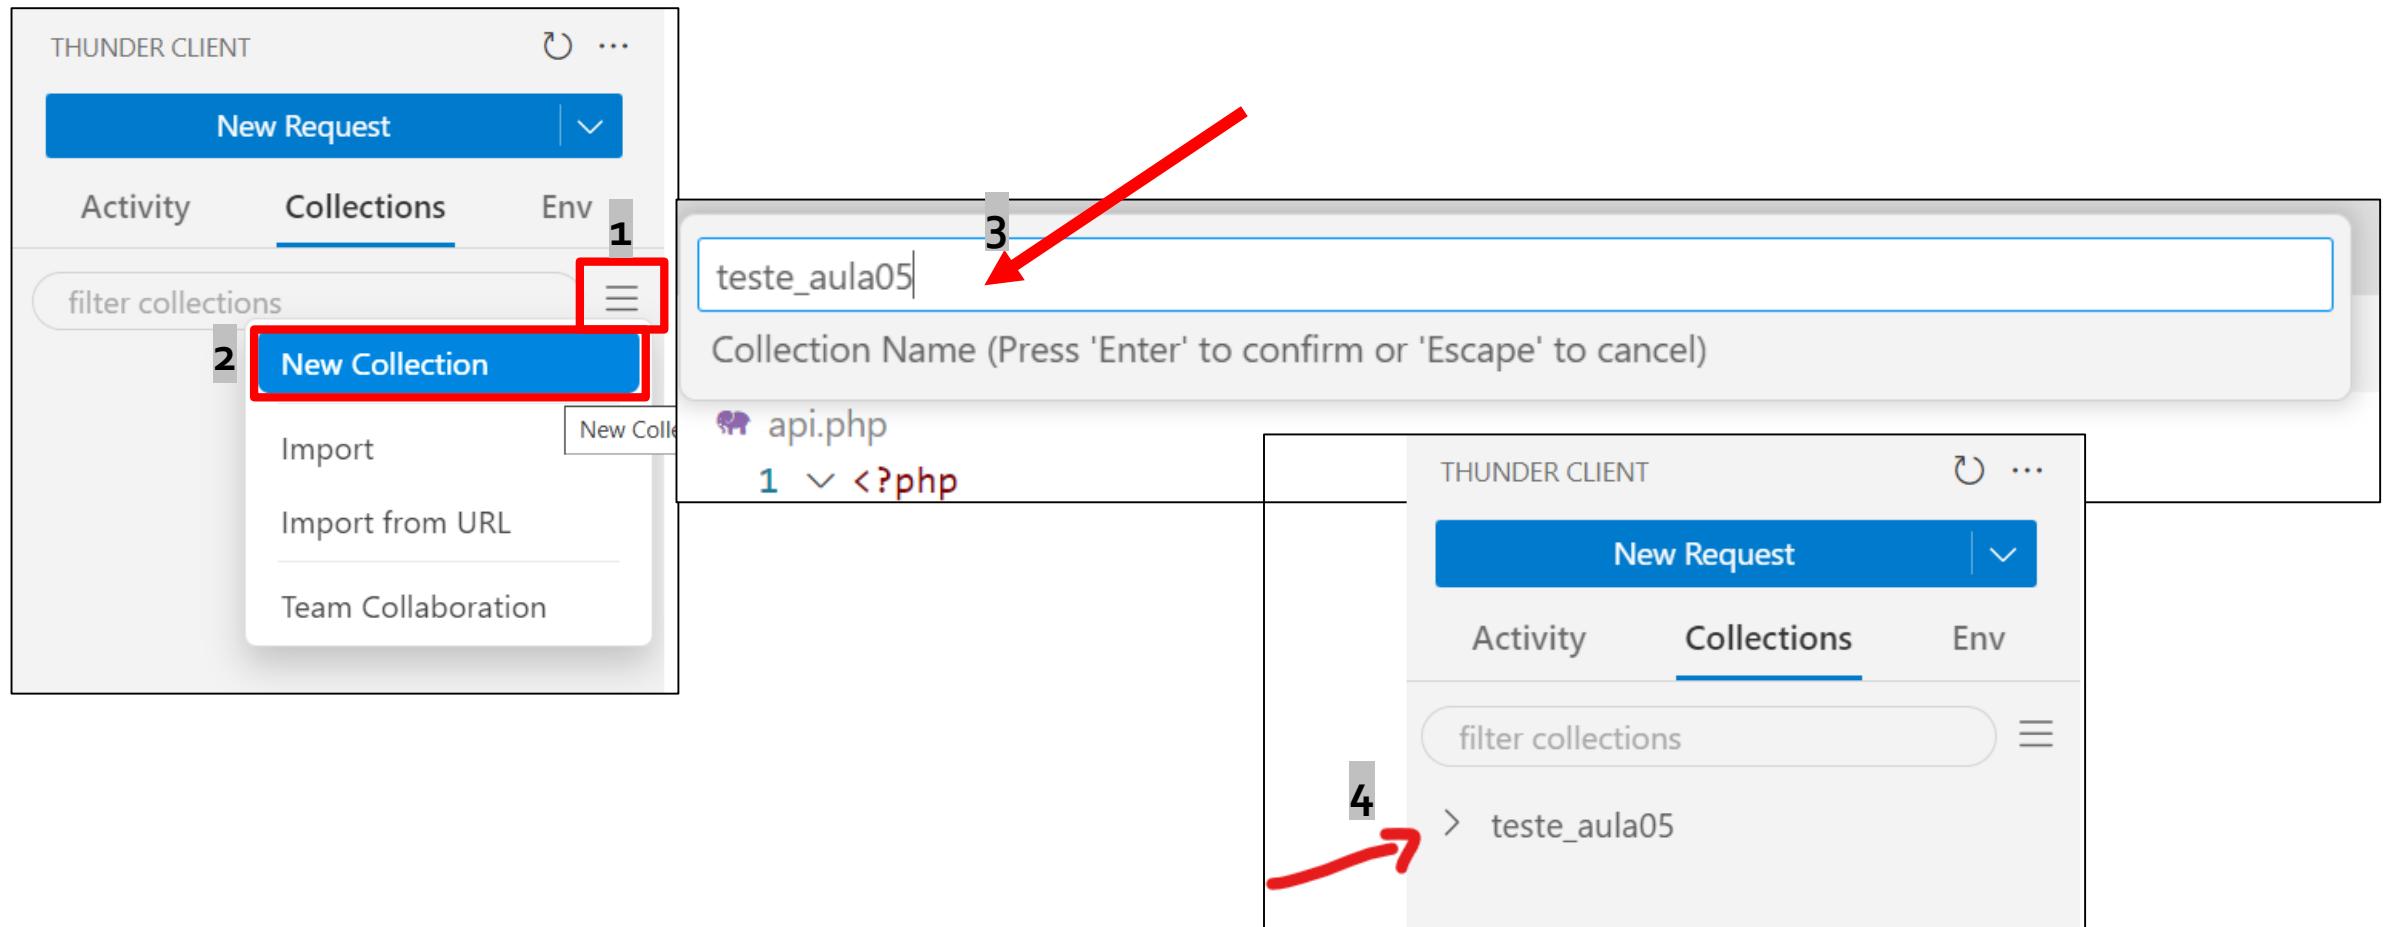 THUNDER CLIENT
New Request
Activity Collections Env
1
filter collections
2
New Collection
New Colle
Import
Import from URL
Team Collaboration
3
teste_aula05
Collection Name (Press 'Enter' to confirm or 'Escape' to cancel)
api.php
1 <?php
THUNDER CLIENT
New Request
Activity Collections Env
filter collections
4
teste_aula05